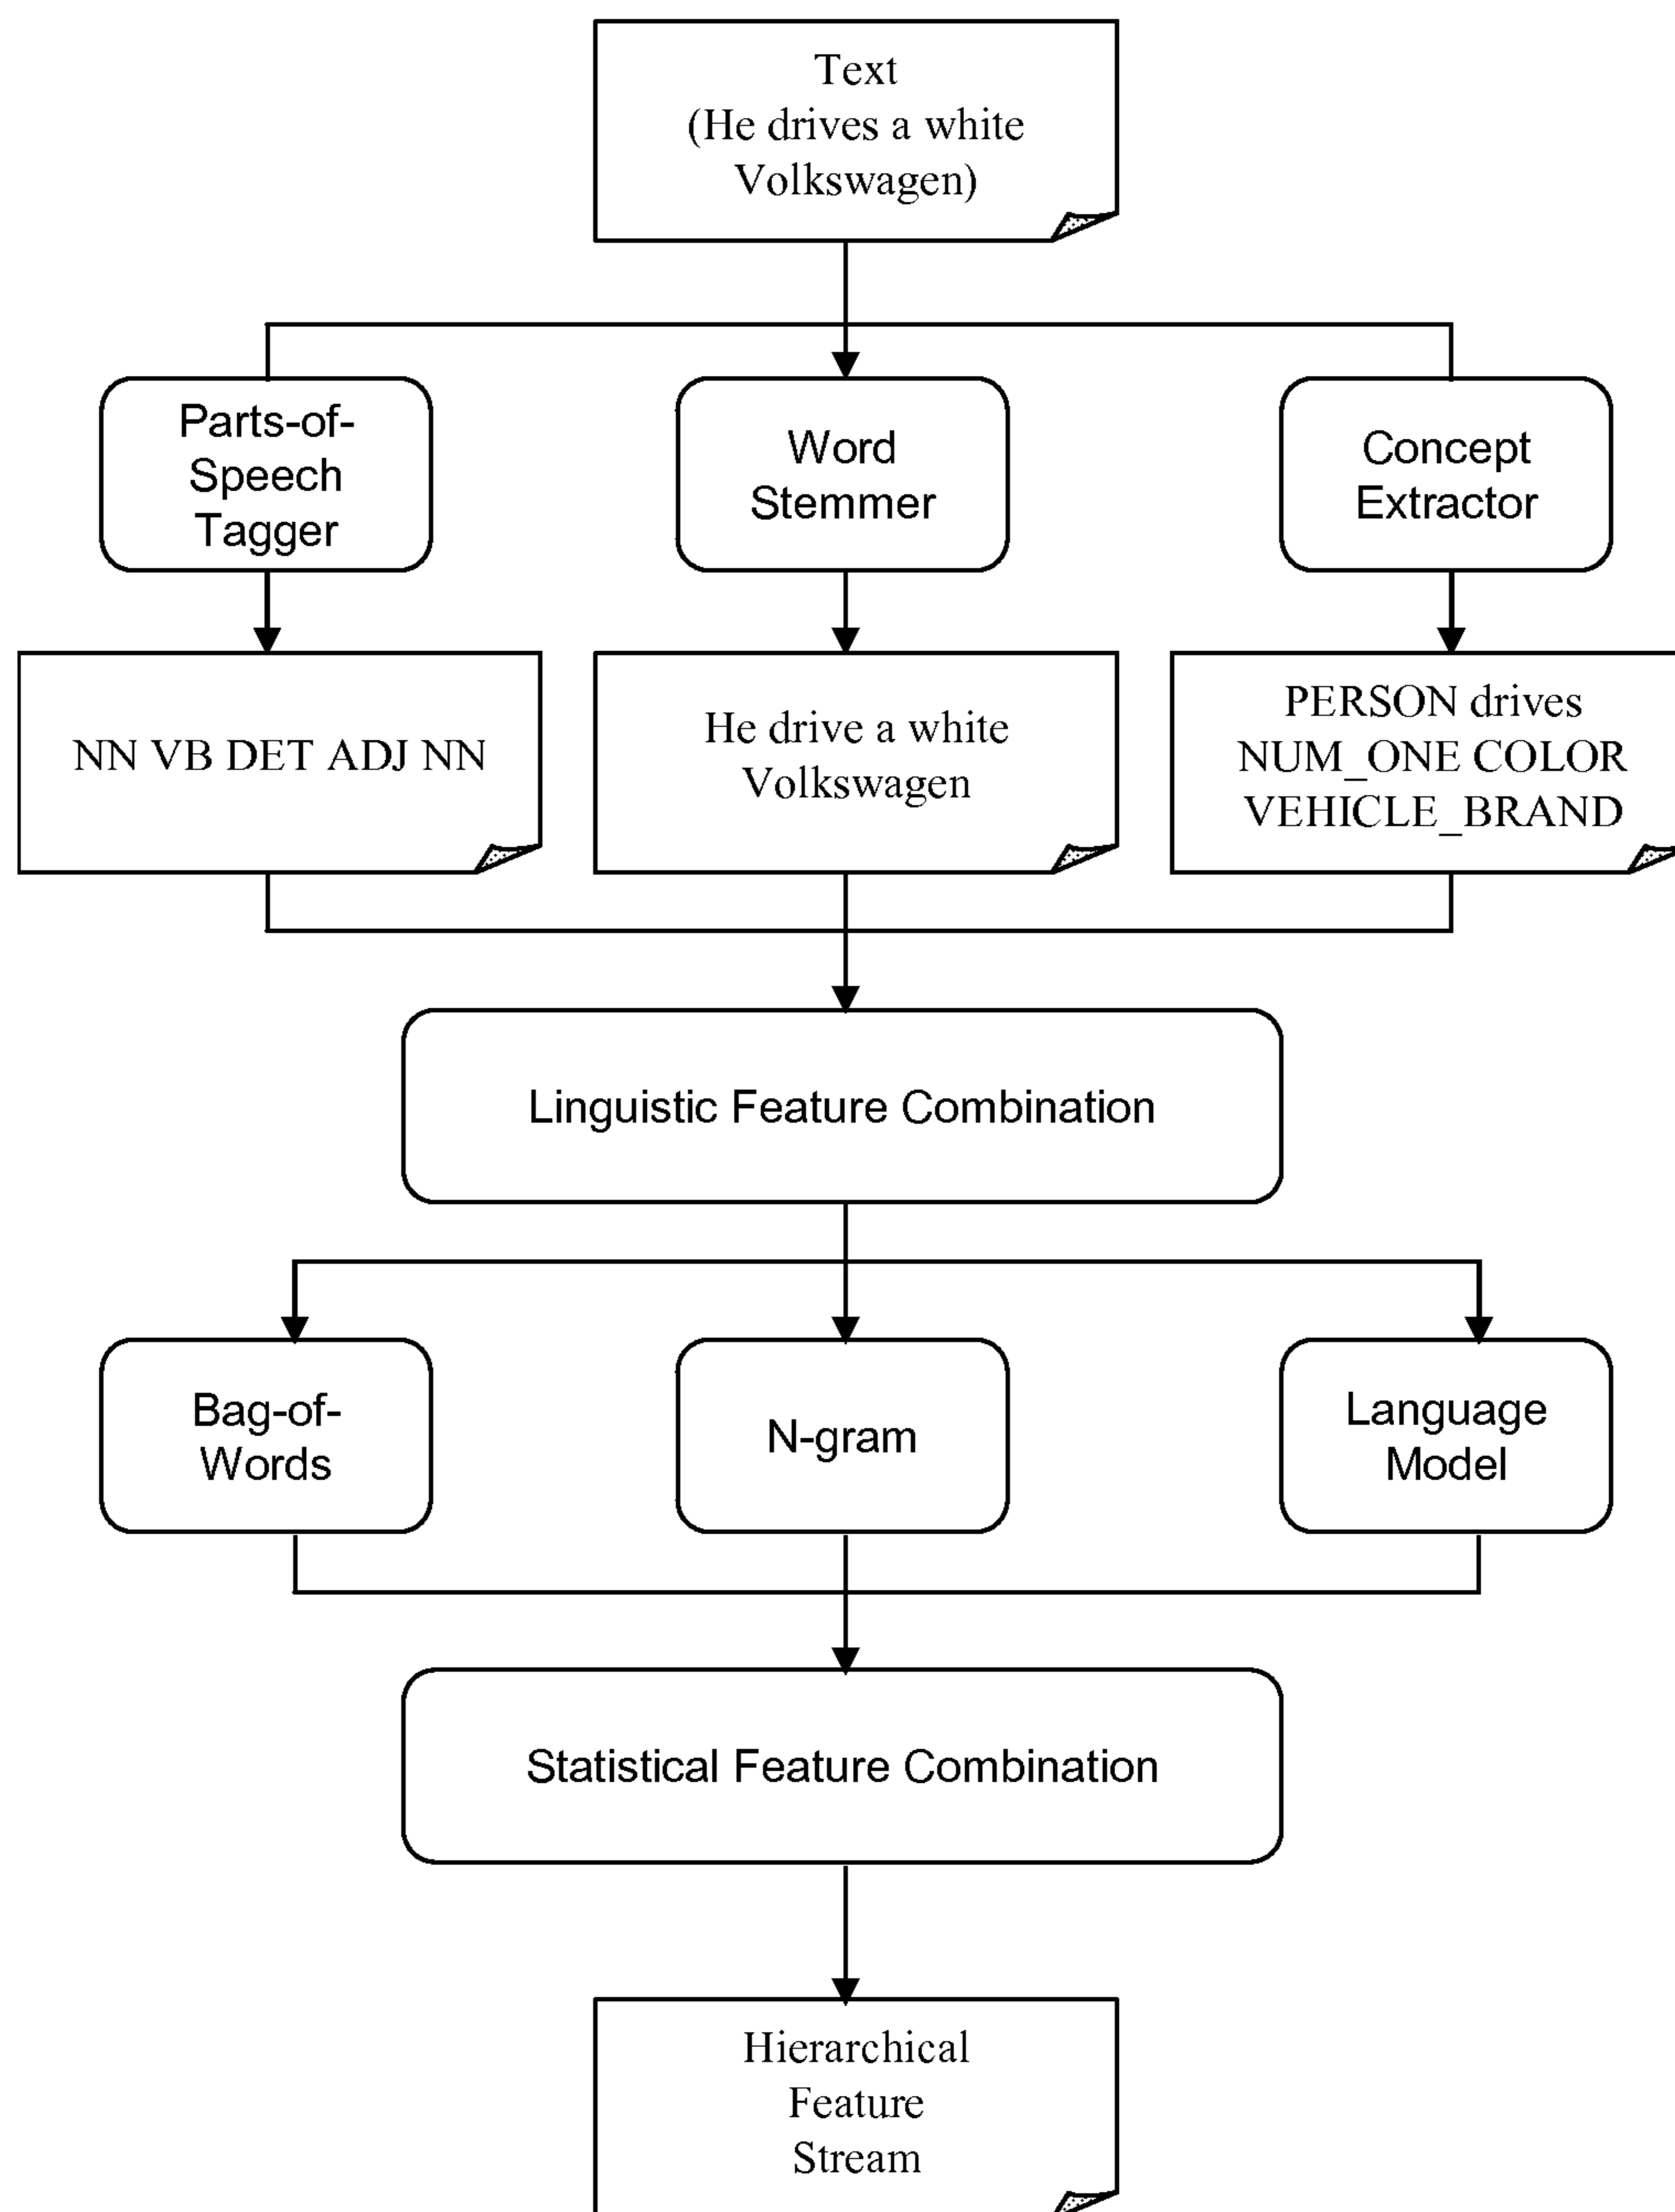 Text
(He drives a white
Volkswagen)
Parts-of-
Speech
Tagger
Word
Stemmer
Concept
Extractor
NN VB DET ADJ NN
He drive a white
Volkswagen
PERSON drives
NUM_ONE COLOR
VEHICLE_BRAND
Linguistic Feature Combination
Bag-of-
Words
N-gram
Language
Model
Statistical Feature Combination
Hierarchical
Feature
Stream